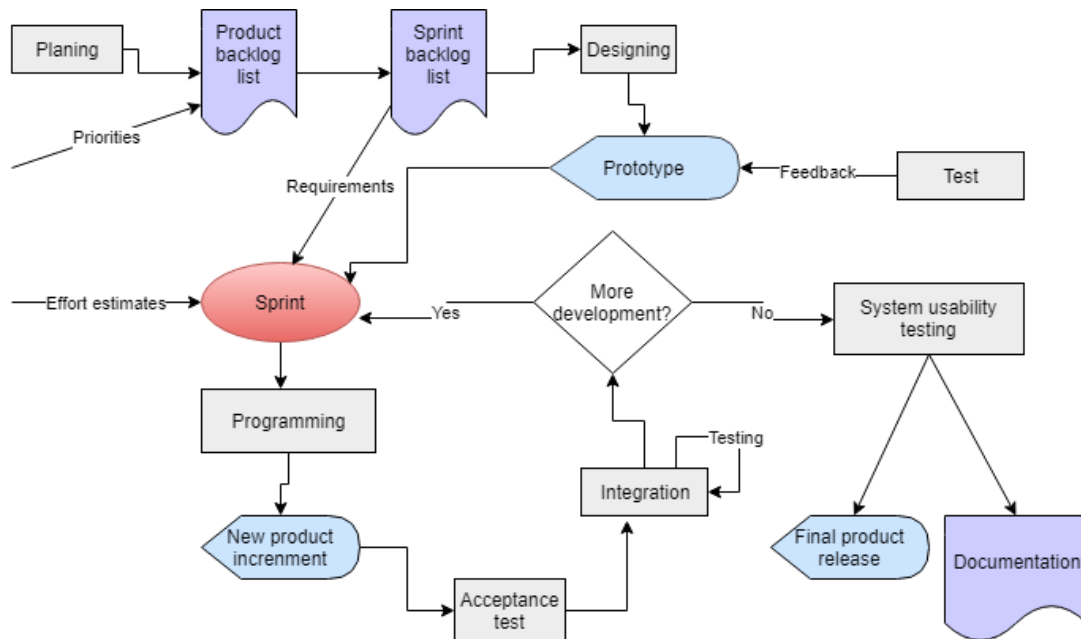 Planing
Product
backlog
list
Sprint
backlog
list
Designing
Priorities
Requirements
Prototype
Feedback
Test
Effort estimates
Sprint
Yes
More
development?
No
System usability
testing
Programming
Testing
Integration
New product
increnment
Final product
release
Documentation
Acceptance
test